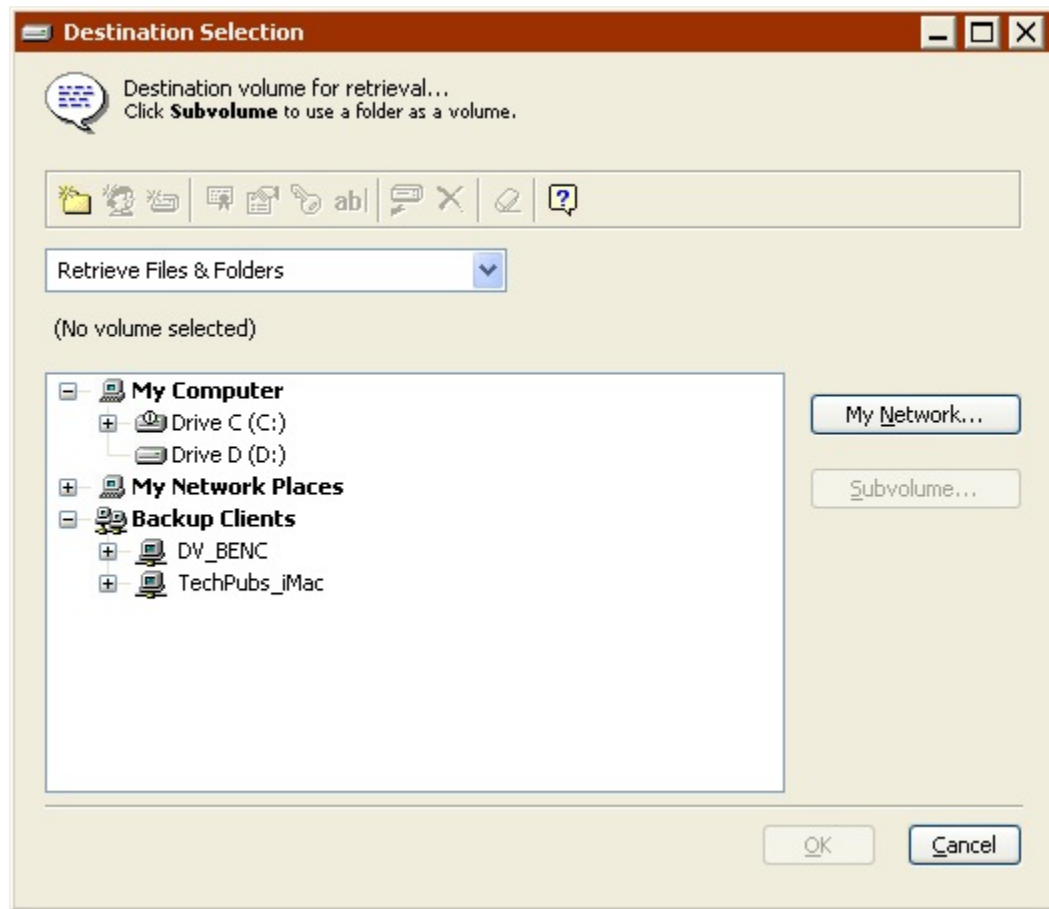 Destination Selection
Destination volume for retrieval...
Click Subvolume to use a folder as a volume.
ab|
Retrieve Files & Folders
(No volume selected)
My Computer
Drive C (C:)
Drive D (D:)
My Network Places
Backup Clients
DV_BENC
TechPubs_iMac
My Network...
Subvolume...
OK
Cancel